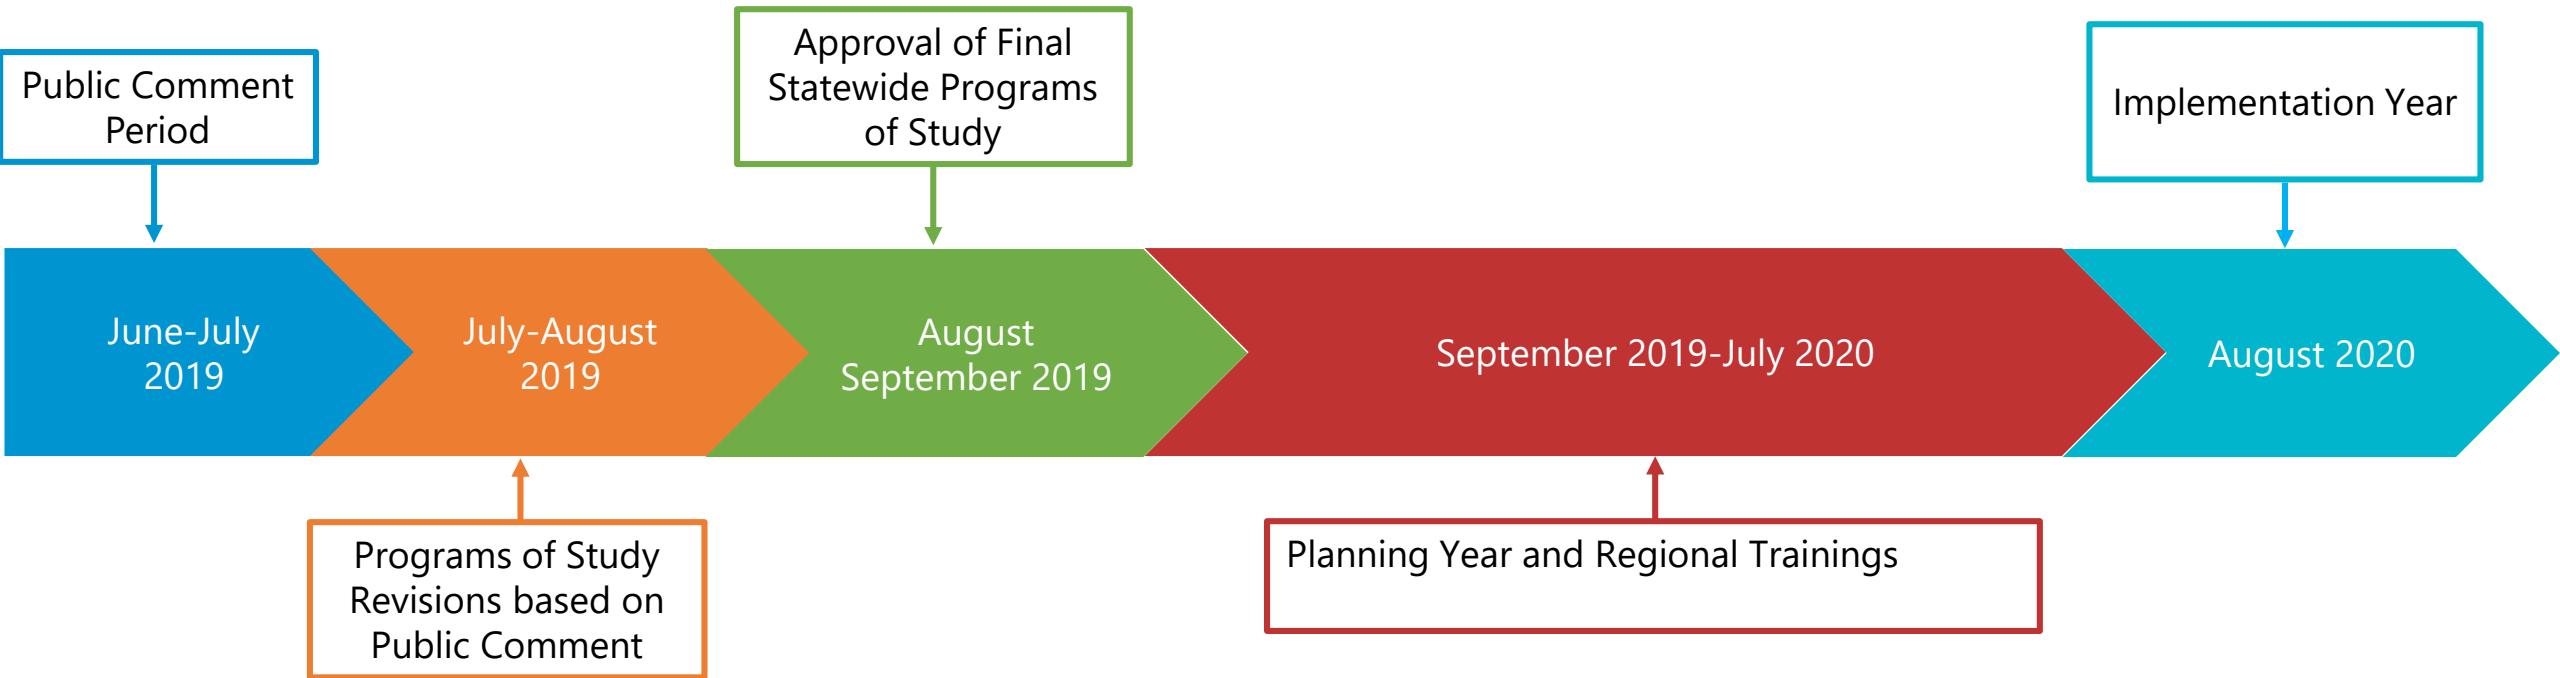 Public Comment
Period
Approval of Final
Statewide Programs
of Study
Implementation Year
June-July
2019
July-August
2019
August
September 2019
September 2019-July 2020
August 2020
Programs of Study
Revisions based on
Public Comment
Planning Year and Regional Trainings